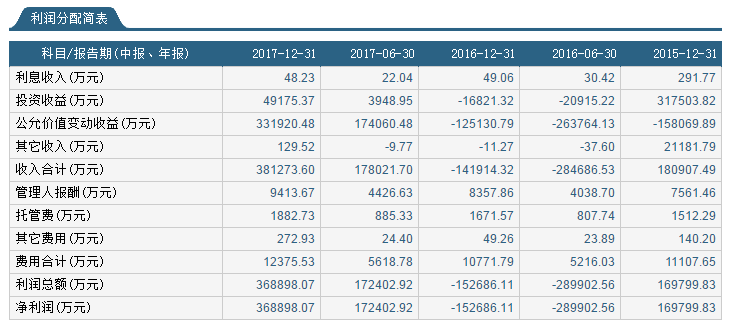 利润分配简表
科目/报告期(中报、年报) 2017-12-31 2017-06-30 2016-12-31 2016-06-30 2015-12-31
利息收入(万元) 48.23 22.04 49.06 30.42 291.77
投资收益(万元) 49175.37 3948.95 -16821.32 -20915.22 317503.82
公允价值变动收益(万元) 331920.48 174060.48 -125130.79 -263764.13 -158069.89
其它收入(万元) 129.52 -9.77 -11.27 -37.60 21181.79
收入合计(万元) 381273.60 178021.70 -141914.32 -284686.53 180907.49
管理人报酬(万元) 9413.67 4426.63 8357.86 4038.70 7561.46
托管费(万元) 1882.73 885.33 1671.57 807.74 1512.29
其它费用(万元) 272.93 24.40 49.26 23.89 140.20
费用合计(万元) 12375.53 5618.78 10771.79 5216.03 11107.65
利润总额(万元) 368898.07 172402.92 -152686.11 -289902.56 169799.83
净利润(万元) 368898.07 172402.92 -152686.11 -289902.56 169799.83